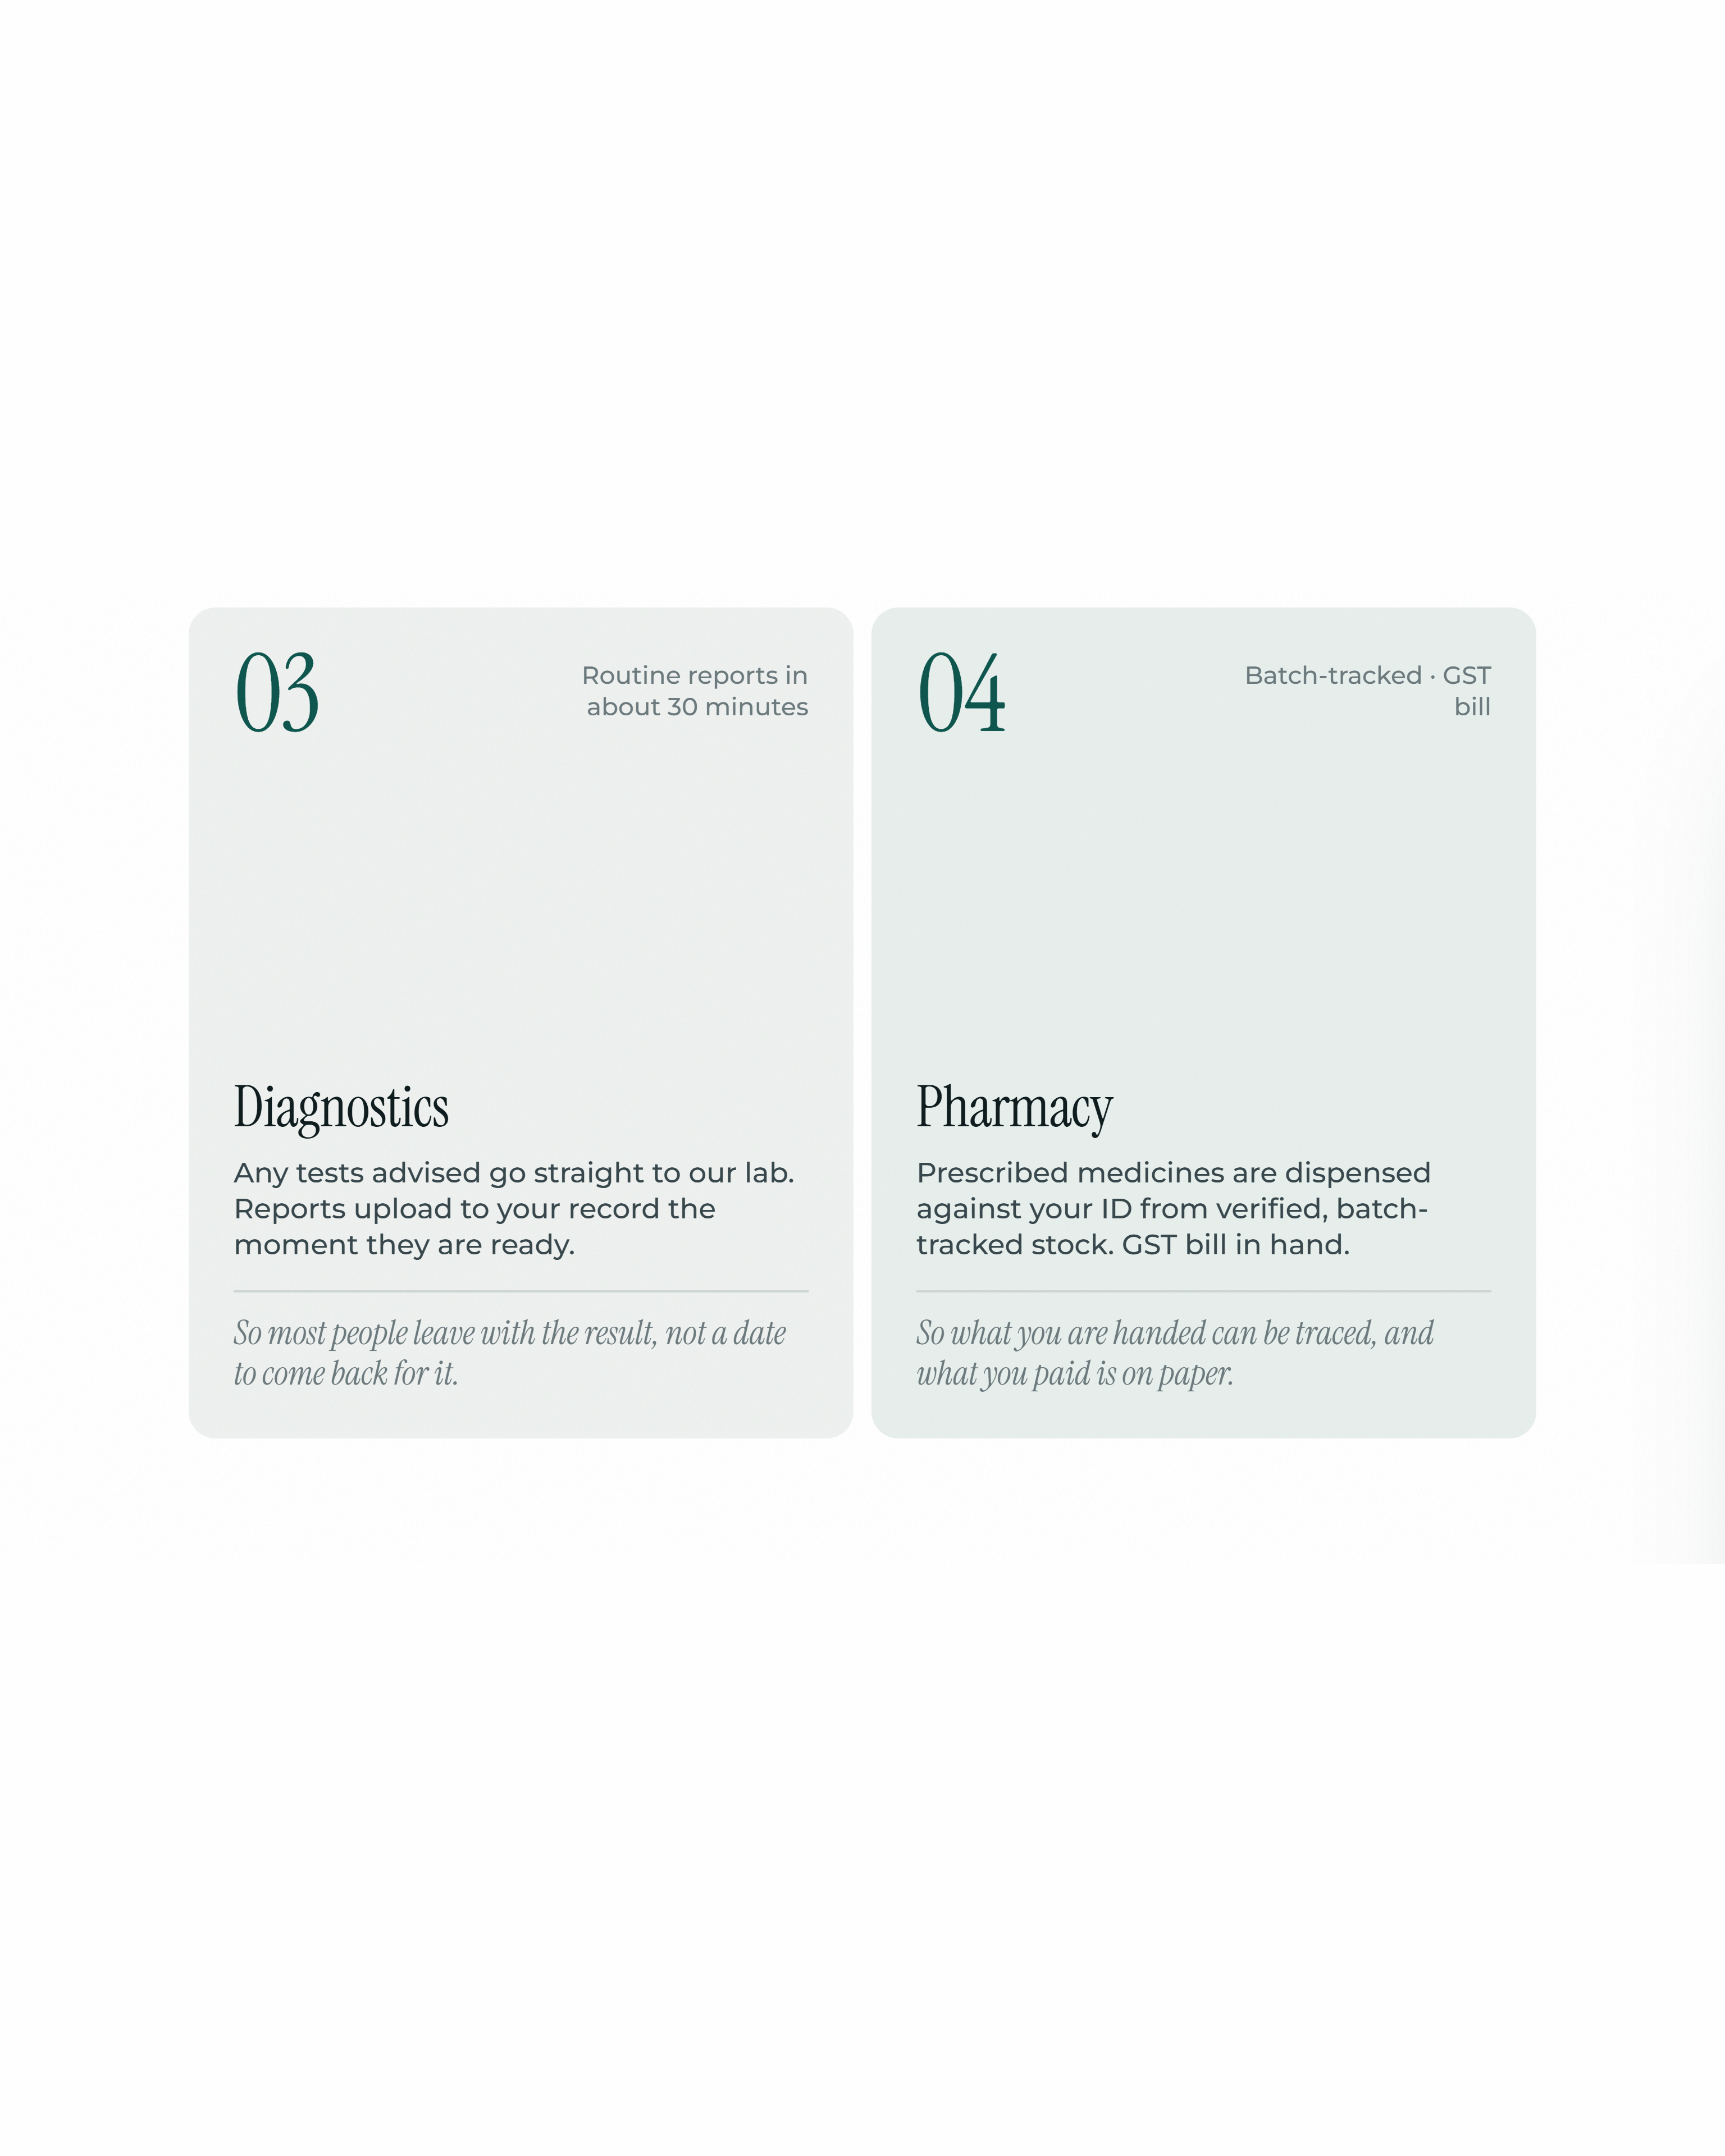 03
Routine reports in
about 30 minutes
Diagnostics
Any tests advised go straight to our lab.
Reports upload to your record the
moment they are ready.
So most people leave with the result, not a date
to come back for it.
04
Batch-tracked · GST
bill
Pharmacy
Prescribed medicines are dispensed
against your ID from verified, batch-
tracked stock. GST bill in hand.
So what you are handed can be traced, and
what you paid is on paper.